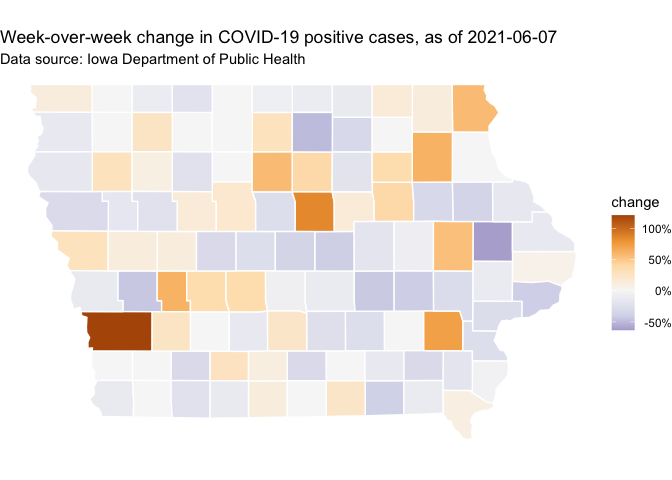 Week-over-week change in COVID-19 positive cases, as of 2021-06-07
Data source: Iowa Department of Public Health
change
100%
50%
0%
-50%